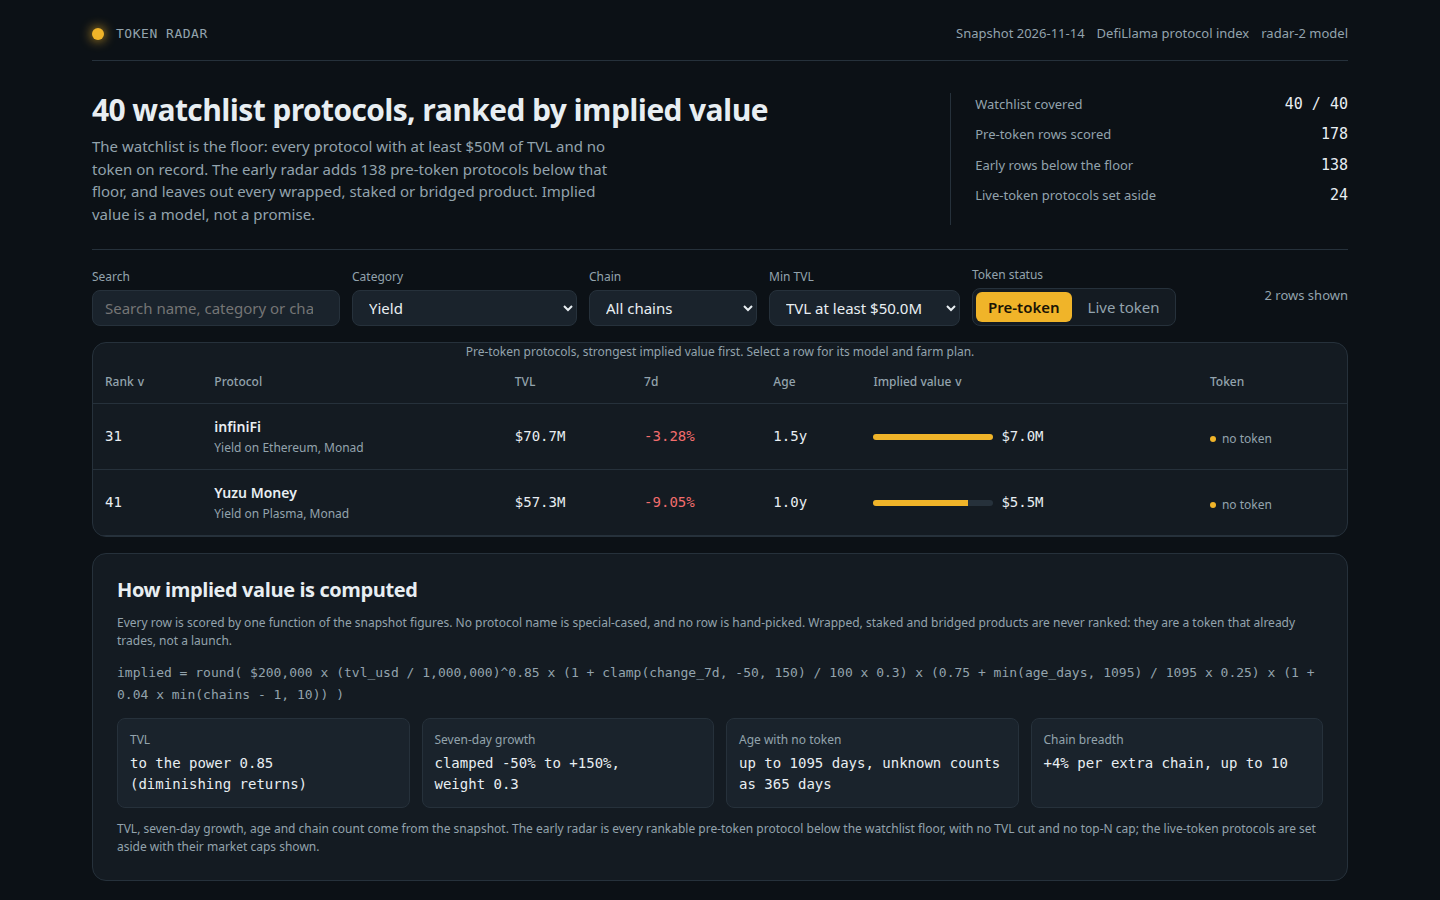 TOKEN RADAR
Snapshot 2026-11-14 DefiLlama protocol index radar-2 model
40 watchlist protocols, ranked by implied value
The watchlist is the floor: every protocol with at least $50M of TVL and no
token on record. The early radar adds 138 pre-token protocols below that
floor, and leaves out every wrapped, staked or bridged product. Implied
value is a model, not a promise.
Watchlist covered 40 / 40
Pre-token rows scored 178
Early rows below the floor 138
Live-token protocols set aside 24
Search Category Chain Min TVL Token status
Search name, category or cha Yield All chains TVL at least $50.0M Pre-token Live token 2 rows shown
Pre-token protocols, strongest implied value first. Select a row for its model and farm plan.
Rank v Protocol TVL 7d Age Implied value v Token
31 infiniFi $70.7M -3.28% 1.5y $7.0M no token
Yield on Ethereum, Monad
41 Yuzu Money $57.3M -9.05% 1.0y $5.5M no token
Yield on Plasma, Monad
How implied value is computed
Every row is scored by one function of the snapshot figures. No protocol name is special-cased, and no row is hand-picked. Wrapped, staked and bridged products are never ranked: they are a token that already
trades, not a launch.
implied = round( $200,000 x (tvl_usd / 1,000,000)^0.85 x (1 + clamp(change_7d, -50, 150) / 100 x 0.3) x (0.75 + min(age_days, 1095) / 1095 x 0.25) x (1 +
0.04 x min(chains - 1, 10)) )
TVL
to the power 0.85
(diminishing returns)
Seven-day growth
clamped -50% to +150%,
weight 0.3
Age with no token
up to 1095 days, unknown counts
as 365 days
Chain breadth
+4% per extra chain, up to 10
TVL, seven-day growth, age and chain count come from the snapshot. The early radar is every rankable pre-token protocol below the watchlist floor, with no TVL cut and no top-N cap; the live-token protocols are set
aside with their market caps shown.